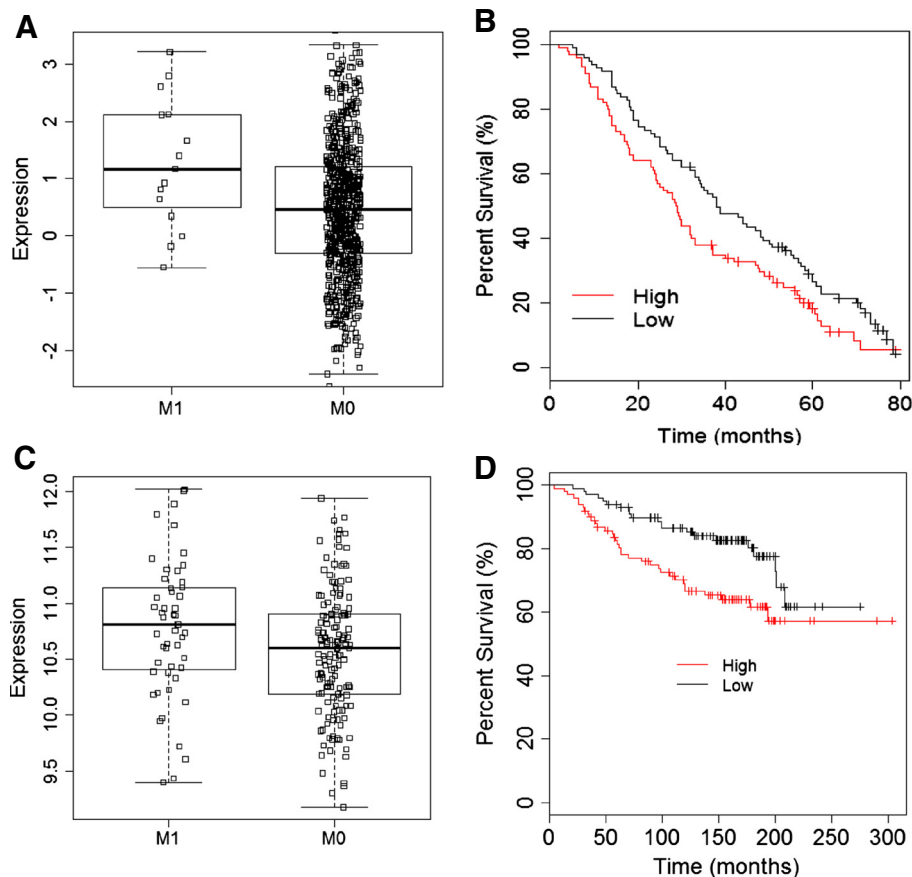 A
Expression
3
2
1
0
-1
-2
M1
M0
B
Percent Survival (%)
100
80
60
40
20
0
High
Low
0
20
40
60
80
Time (months)
C
Expression
12.0
11.5
11.0
10.5
10.0
9.5
M1
M0
D
Percent Survival (%)
100
80
60
40
20
0
High
Low
0
50
100
150
200
250
300
Time (months)